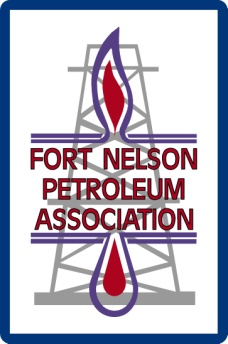 FORT NELSON
PETROLEUM
ASSOCIATION